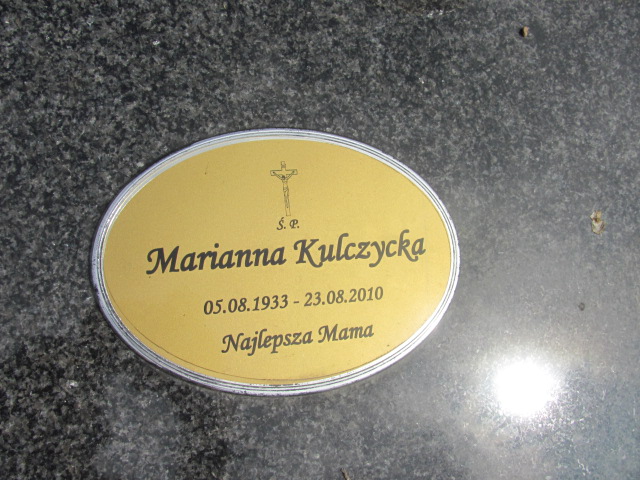 Ś. P.
Marianna Kulczycka
05.08.1933 - 23.08.2010
Najlepsza Mama